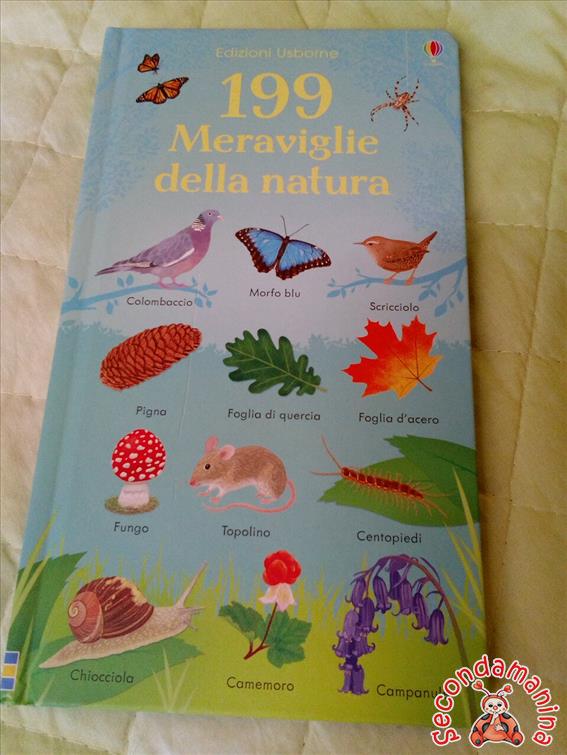 Edizioni Usborne
199
Meraviglie
della natura
Colombaccio
Morfo blu
Scricciolo
Pigna
Foglia di quercia
Foglia d'acero
Fungo
Topolino
Centopiedi
Chiocciola
Camemoro
Campanul
Secondamanina